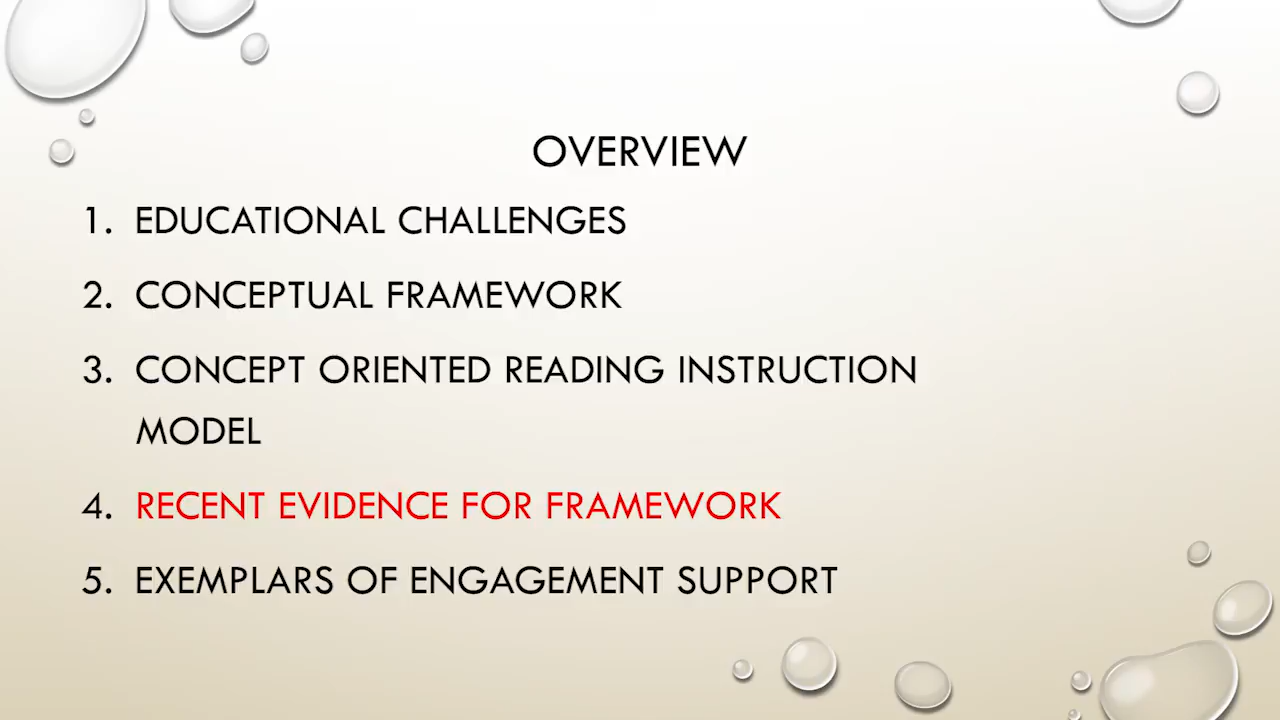 OVERVIEW
1. EDUCATIONAL CHALLENGES
2. CONCEPTUAL FRAMEWORK
3. CONCEPT ORIENTED READING INSTRUCTION
MODEL
4. RECENT EVIDENCE FOR FRAMEWORK
5. EXEMPLARS OF ENGAGEMENT SUPPORT